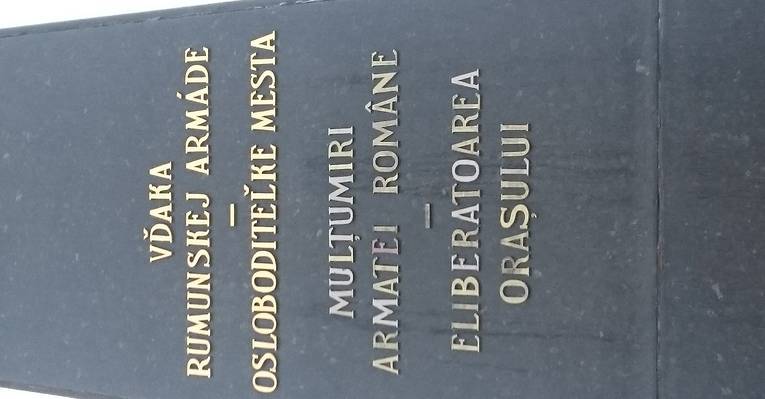 VĎAKA
RUMUNSKEJ ARMÁDE
–
OSLOBODITEĽKE MESTA
MULȚUMIRI
ARMATEI ROMÂNE
–
ELIBERATOAREA
ORAȘULUI